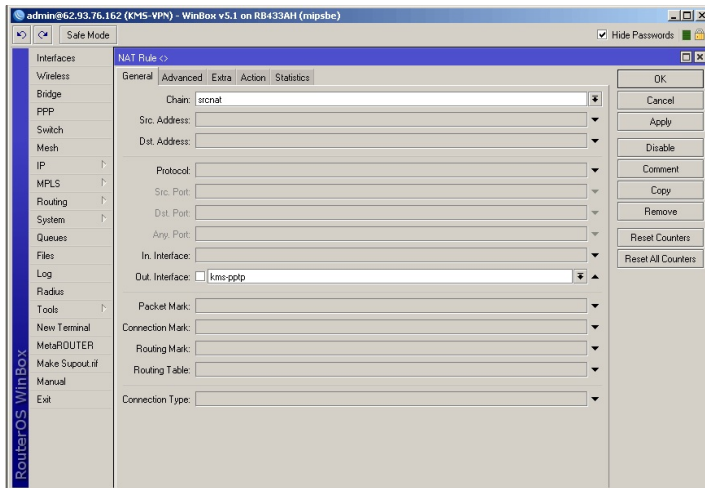 admin@62.93.76.162 (KMS-VPN) - WinBox v5.1 on RB433AH (mipsbe)
Safe Mode
Hide Passwords
Interfaces
Wireless
Bridge
PPP
Switch
Mesh
IP
MPLS
Routing
System
Queues
Files
Log
Radius
Tools
New Terminal
MetaROUTER
Make Supout.rif
Manual
Exit
RouterOS WinBox
NAT Rule <>
General Advanced Extra Action Statistics
Chain: srcnat
Src. Address:
Dst. Address:
Protocol:
Src. Port:
Dst. Port:
Any. Port:
In. Interface:
Out. Interface: kms-pptp
Packet Mark:
Connection Mark:
Routing Mark:
Routing Table:
Connection Type:
OK
Cancel
Apply
Disable
Comment
Copy
Remove
Reset Counters
Reset All Counters